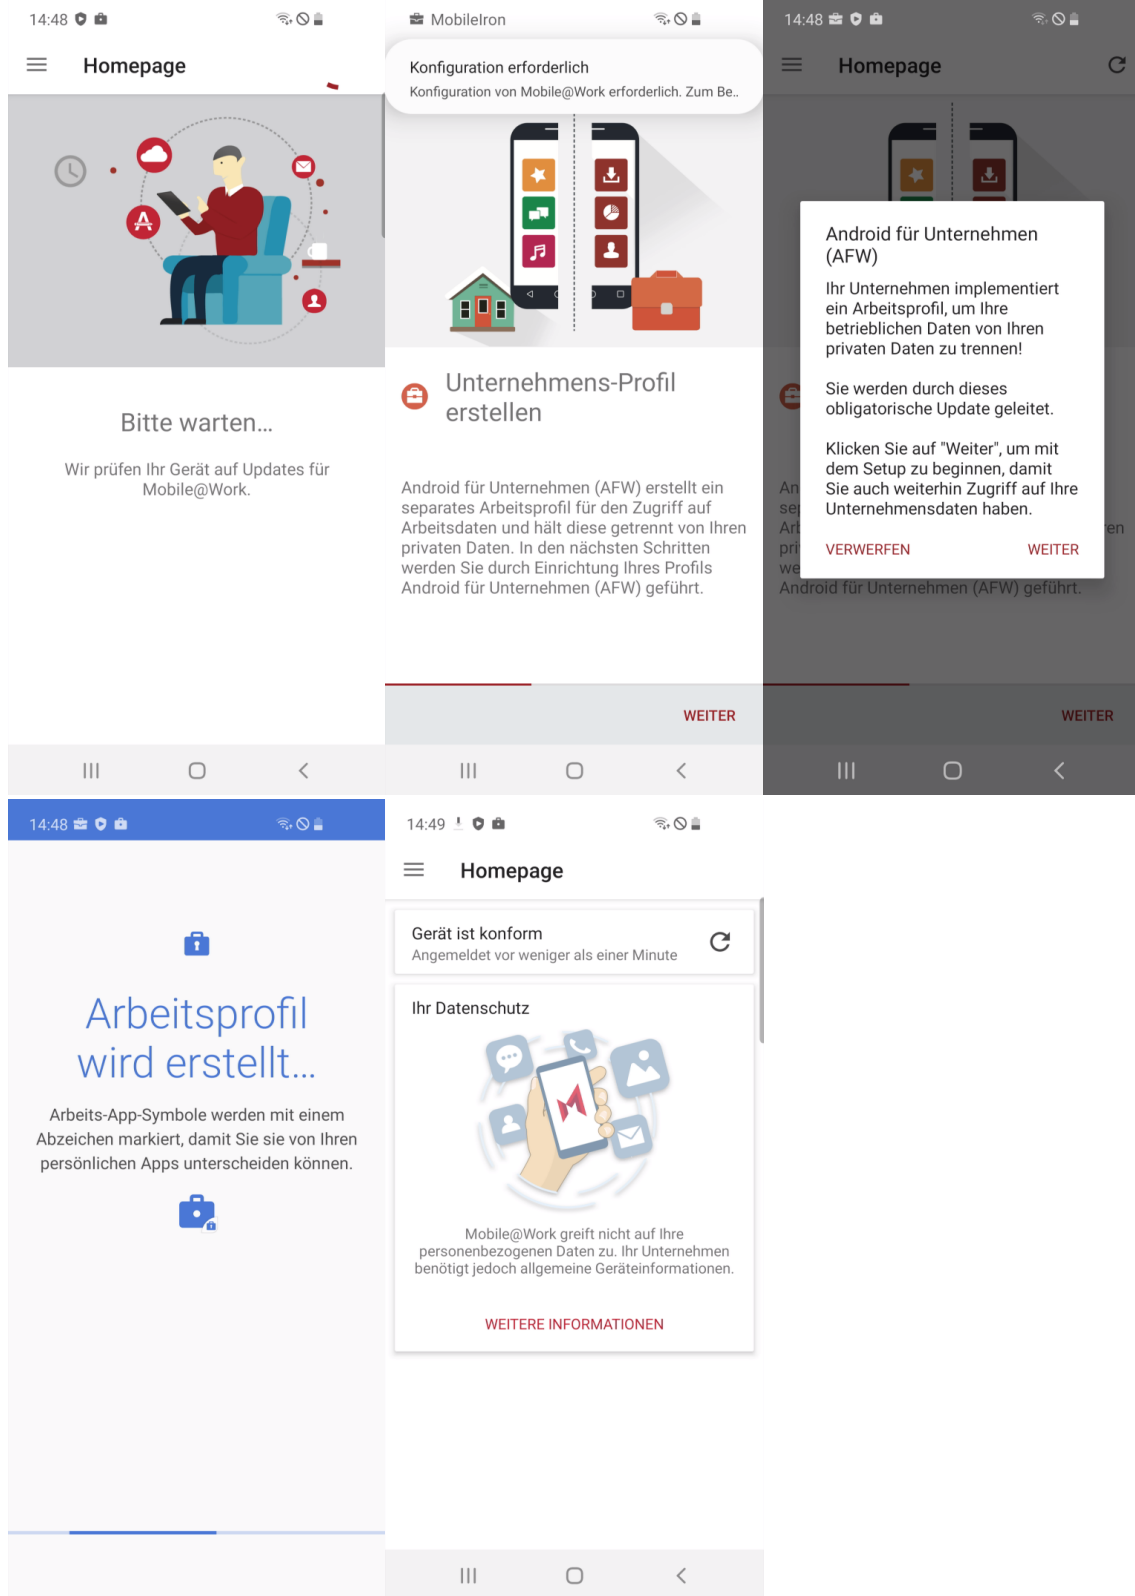 14:48
Homepage
Bitte warten...
Wir prüfen Ihr Gerät auf Updates für
Mobile@Work.
MobileIron
Konfiguration erforderlich
Konfiguration von Mobile@Work erforderlich. Zum Be..
Unternehmens-Profil
erstellen
Android für Unternehmen (AFW) erstellt ein
separates Arbeitsprofil für den Zugriff auf
Arbeitsdaten und hält diese getrennt von Ihren
privaten Daten. In den nächsten Schritten
werden Sie durch Einrichtung Ihres Profils
Android für Unternehmen (AFW) geführt.
WEITER
14:48
Homepage
Android für Unternehmen
(AFW)
Ihr Unternehmen implementiert
ein Arbeitsprofil, um Ihre
betrieblichen Daten von Ihren
privaten Daten zu trennen!
Sie werden durch dieses
obligatorische Update geleitet.
Klicken Sie auf "Weiter", um mit
dem Setup zu beginnen, damit
Sie auch weiterhin Zugriff auf Ihre
Unternehmensdaten haben.
VERWERFEN
WEITER
Android für Unternehmen (AFW) geführt.
WEITER
14:48
Arbeitsprofil
wird erstellt...
Arbeits-App-Symbole werden mit einem
Abzeichen markiert, damit Sie sie von Ihren
persönlichen Apps unterscheiden können.
14:49
Homepage
Gerät ist konform
Angemeldet vor weniger als einer Minute
Ihr Datenschutz
Mobile@Work greift nicht auf Ihre
personenbezogenen Daten zu. Ihr Unternehmen
benötigt jedoch allgemeine Geräteinformationen.
WEITERE INFORMATIONEN